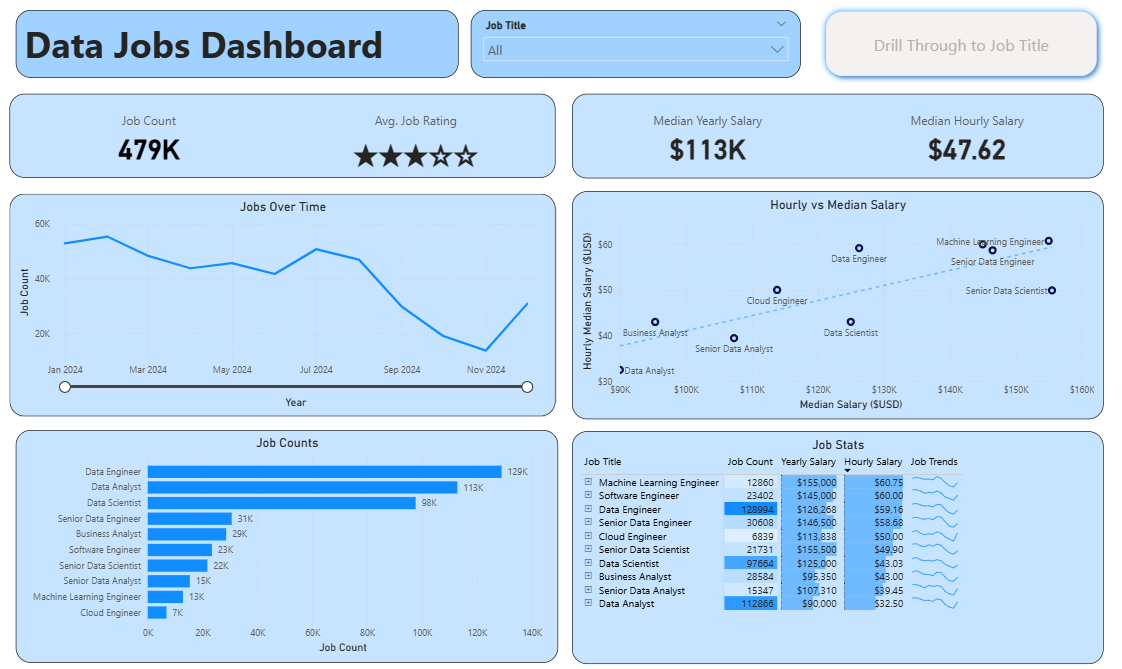 Data Jobs Dashboard
Job Title
All
Drill Through to Job Title
Job Count
479K
Avg. Job Rating
★★★☆☆
Median Yearly Salary
$113K
Median Hourly Salary
$47.62
Jobs Over Time
60K
40K
20K
Job Count
Jan 2024 Mar 2024 May 2024 Jul 2024 Sep 2024 Nov 2024
Year
Hourly vs Median Salary
Hourly Median Salary ($USD)
$60
$50
$40
$30
Machine Learning Engineer
Data Engineer
Senior Data Engineer
Cloud Engineer
Senior Data Scientist
Business Analyst
Data Scientist
Senior Data Analyst
Data Analyst
$90K $100K $110K $120K $130K $140K $150K $160K
Median Salary ($USD)
Job Counts
Data Engineer 129K
Data Analyst 113K
Data Scientist 98K
Senior Data Engineer 31K
Business Analyst 29K
Software Engineer 23K
Senior Data Scientist 22K
Senior Data Analyst 15K
Machine Learning Engineer 13K
Cloud Engineer 7K
0K 20K 40K 60K 80K 100K 120K 140K
Job Count
Job Stats
Job Title Job Count Yearly Salary Hourly Salary Job Trends
Machine Learning Engineer 12860 $155,000 $60.75
Software Engineer 23402 $145,000 $60.00
Data Engineer 128994 $126,268 $59.16
Senior Data Engineer 30608 $146,500 $58.68
Cloud Engineer 6839 $113,838 $50.00
Senior Data Scientist 21731 $155,500 $49.90
Data Scientist 97664 $125,000 $43.03
Business Analyst 28584 $95,350 $43.00
Senior Data Analyst 15347 $107,310 $39.45
Data Analyst 112866 $90,000 $32.50